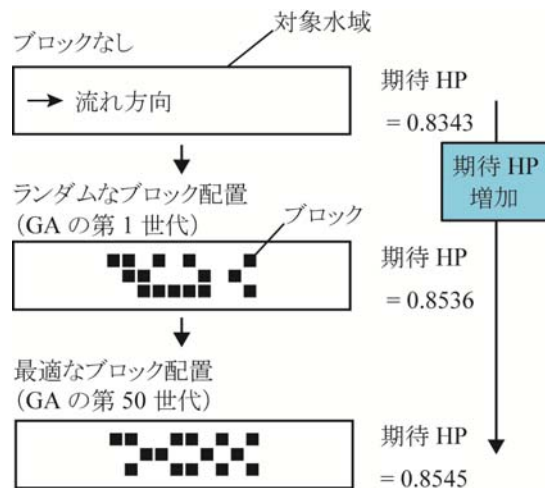 対象水域
ブロックなし
→ 流れ方向
期待 HP
= 0.8343
期待 HP
増加
ランダムなブロック配置
（GA の第 1 世代）
ブロック
期待 HP
= 0.8536
最適なブロック配置
（GA の第 50 世代）
期待 HP
= 0.8545